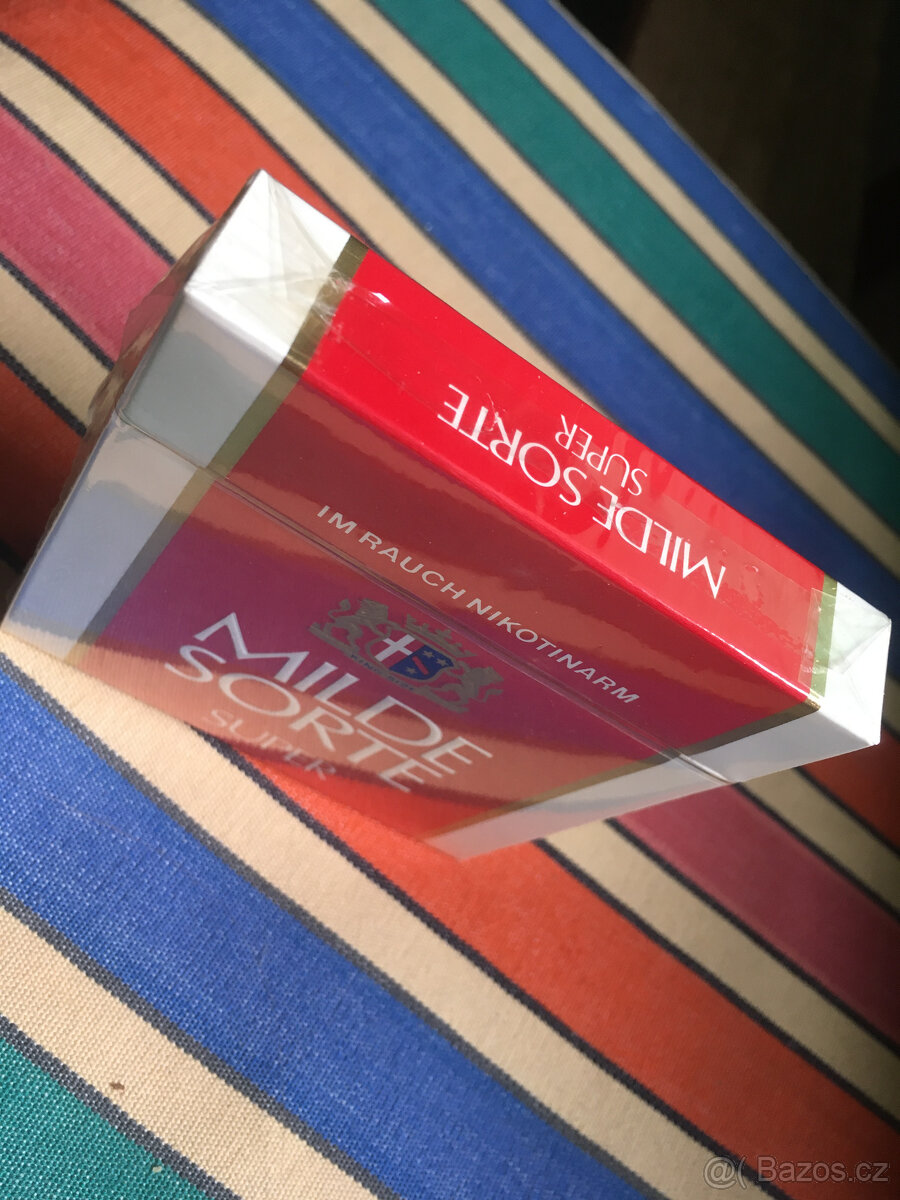 MILDE SORTE
SUPER
IM RAUCH NIKOTINARM
MILDE
SORTE
SUPER
@( Bazos.cz